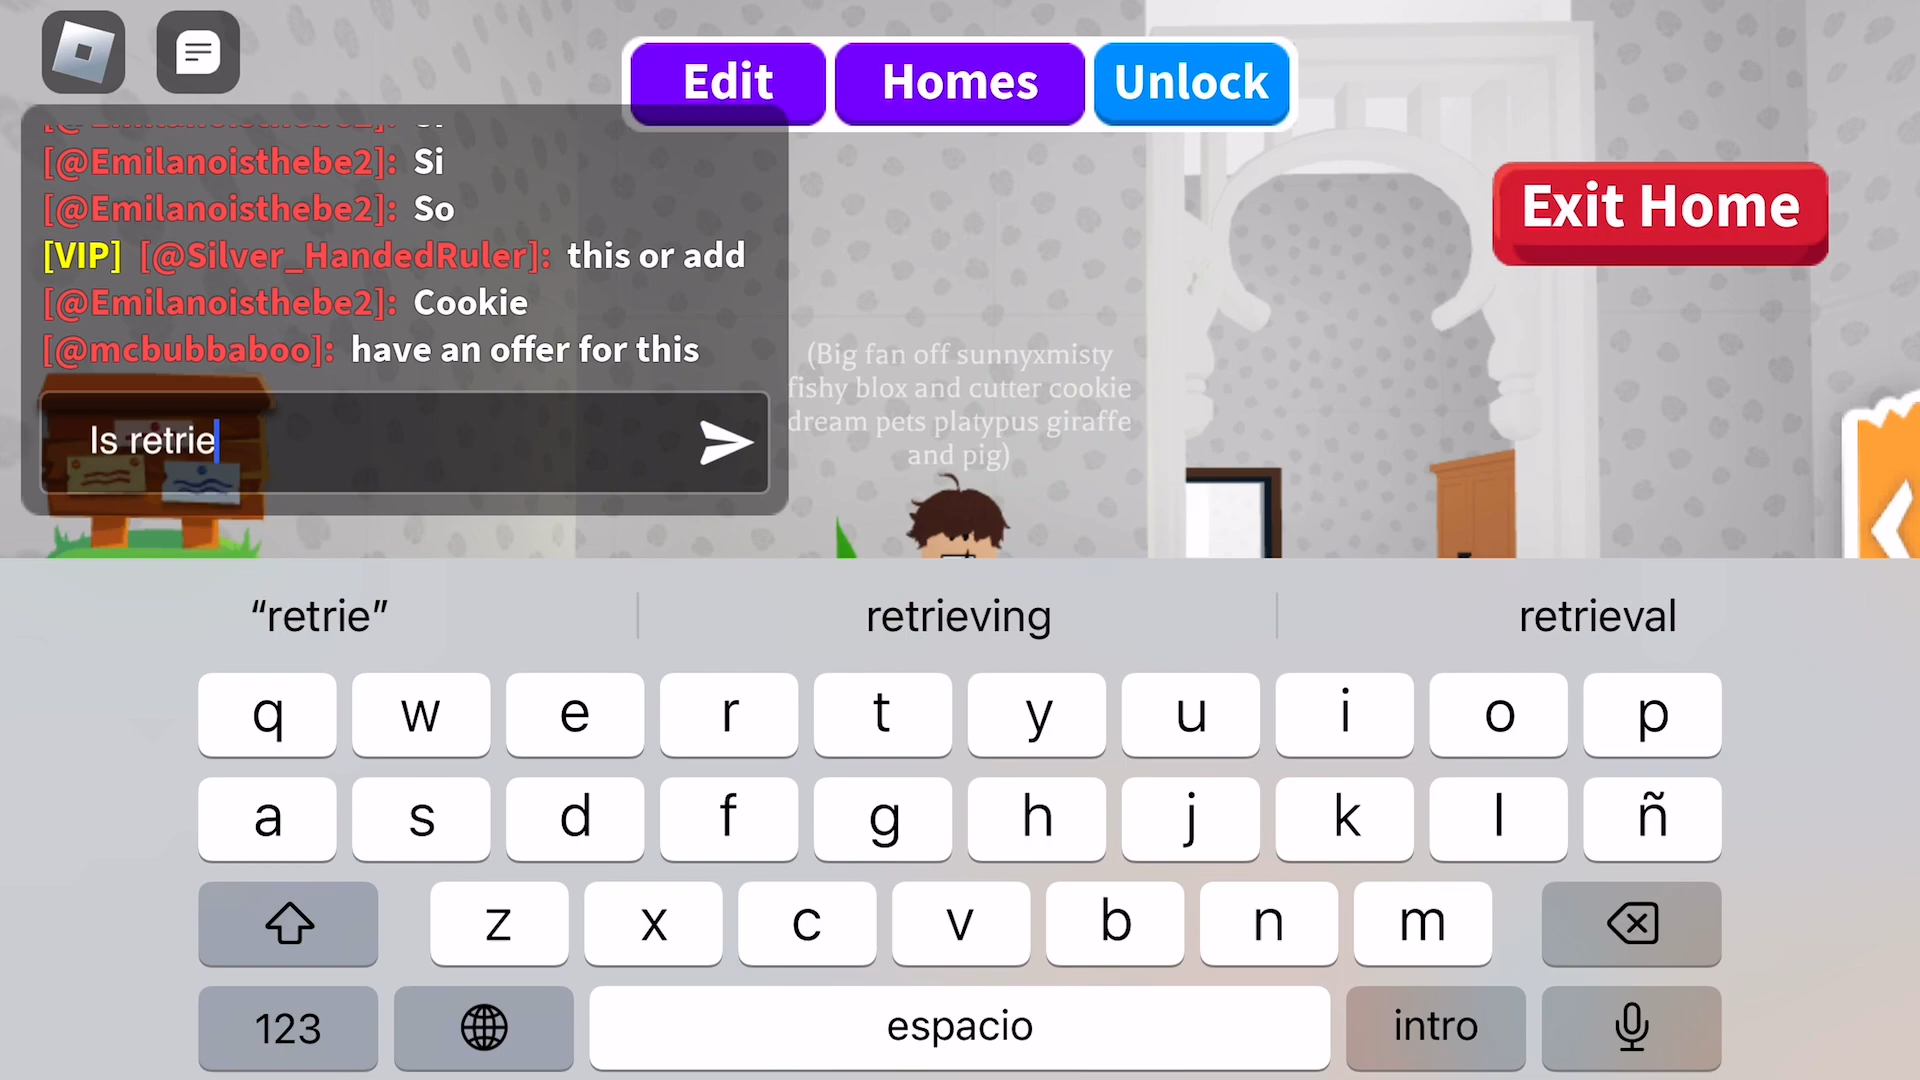 Edit Homes Unlock
[@Emilanoisthebe2]: Si
[@Emilanoisthebe2]: So
[VIP] [@Silver_HandedRuler]: this or add
[@Emilanoisthebe2]: Cookie
[@mcbubbaboo]: have an offer for this
Is retrie
Exit Home
(Big fan off sunnyxmisty
fishy blox and cutter cookie
dream pets platypus giraffe
and pig)
“retrie” retrieving retrieval
q w e r t y u i o p
a s d f g h j k l ñ
z x c v b n m
123 espacio intro